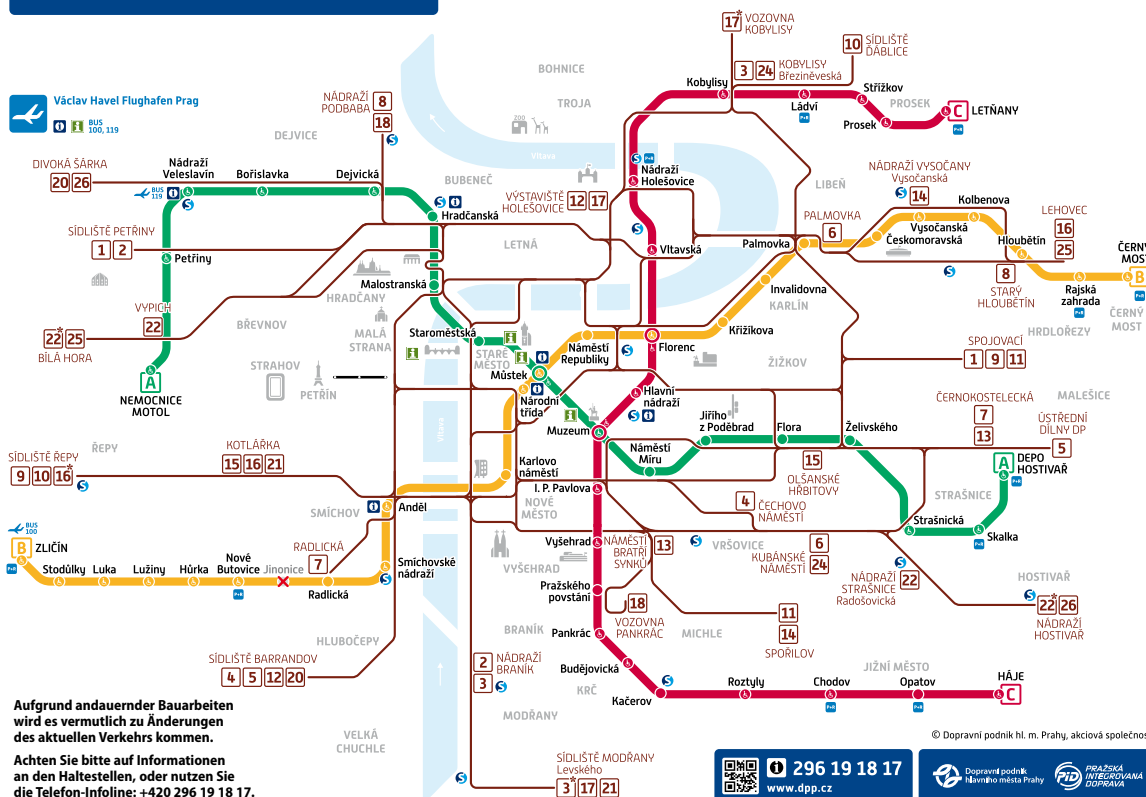 17*
VOZOVNA
KOBYLISY
10
SÍDLIŠTĚ
ĎÁBLICE
3 24
KOBYLISY
Březiněveská
BOHNICE
TROJA
Kobylisy
Ládví
P+R
Střížkov
PROSEK
Prosek
C LETŇANY
P+R
Václav Havel Flughafen Prag
BUS
100, 119
NÁDRAŽÍ
PODBABA
8
18
S
DEJVICE
ZOO
Vltava
DIVOKÁ ŠÁRKA
20 26
Nádraží
Veleslavín
BUS
119
S
Bořislavka
Dejvická
BUBENEČ
S
Hradčanská
S P+R
Nádraží
Holešovice
VÝSTAVIŠTĚ
HOLEŠOVICE
12 17
LIBEŇ
NÁDRAŽÍ VYSOČANY
Vysočanská
S
14
Kolbenova
LEHOVEC
16
25
SÍDLIŠTĚ PETŘINY
1 2
Petřiny
LETNÁ
S
Vltavská
PALMOVKA
6
Palmovka
Vysočanská
Českomoravská
Hloubětín
S
8
STARÝ
HLOUBĚTÍN
Rajská
zahrada
P+R
ČERNÝ
MOST
B
P+R
ČERNÝ
MOST
HRDLOŘEZY
Malostranská
HRADČANY
VYPICH
22
22* 25
BÍLÁ HORA
BŘEVNOV
MALÁ
STRANA
Staroměstská
STARÉ
MĚSTO
Invalidovna
KARLÍN
Křižíkova
Náměstí
Republiky
S
Florenc
ŽIŽKOV
SPOJOVACÍ
1 9 11
STRAHOV
PETŘÍN
Můstek
Národní
třída
Hlavní
nádraží
S
A
NEMOCNICE
MOTOL
Vltava
Muzeum
Jiřího
z Poděbrad
Flora
Želivského
ČERNOKOSTELECKÁ
7
13
MALEŠICE
ÚSTŘEDNÍ
DÍLNY DP
5
ŘEPY
KOTLÁŘKA
15 16 21
SÍDLIŠTĚ ŘEPY
9 10 16*
S
Náměstí
Míru
15
OLŠANSKÉ
HŘBITOVY
A DEPO
HOSTIVAŘ
P+R
Karlovo
náměstí
I. P. Pavlova
NOVÉ
MĚSTO
4 ČECHOVO
NÁMĚSTÍ
STRAŠNICE
SMÍCHOV
Anděl
Strašnická
Skalka
P+R
BUS
100
B ZLIČÍN
P+R
Stodůlky
Luka
Lužiny
Hůrka
Nové
Butovice
P+R
Jinonice
RADLICKÁ
7
Radlická
Smíchovské
nádraží
S
Vyšehrad
VYŠEHRAD
NÁMĚSTÍ
BRATŘÍ
SYNKŮ
13
S
VRŠOVICE
6
KUBÁNSKÉ
NÁMĚSTÍ
24
S
NÁDRAŽÍ
STRAŠNICE
Radošovická
22
HOSTIVAŘ
S
22* 26
NÁDRAŽÍ
HOSTIVAŘ
Pražského
povstání
18
VOZOVNA
PANKRÁC
11
14
SPOŘILOV
BRANÍK
Pankrác
MICHLE
HLUBOČEPY
SÍDLIŠTĚ BARRANDOV
4 5 12 20
2
3
NÁDRAŽÍ
BRANÍK
S
Budějovická
KRČ
Kačerov
S
Roztyly
Chodov
P+R
JIŽNÍ MĚSTO
Opatov
P+R
HÁJE
C
MODŘANY
VELKÁ
CHUCHLE
S
SÍDLIŠTĚ MODŘANY
Levského
3* 17 21
Aufgrund andauernder Bauarbeiten
wird es vermutlich zu Änderungen
des aktuellen Verkehrs kommen.
Achten Sie bitte auf Informationen
an den Haltestellen, oder nutzen Sie
die Telefon-Infoline: +420 296 19 18 17.
© Dopravní podnik hl. m. Prahy, akciová společnos
296 19 18 17
www.dpp.cz
Dopravní podnik
hlavního města Prahy
PID
PRAŽSKÁ
INTEGROVANÁ
DOPRAVA